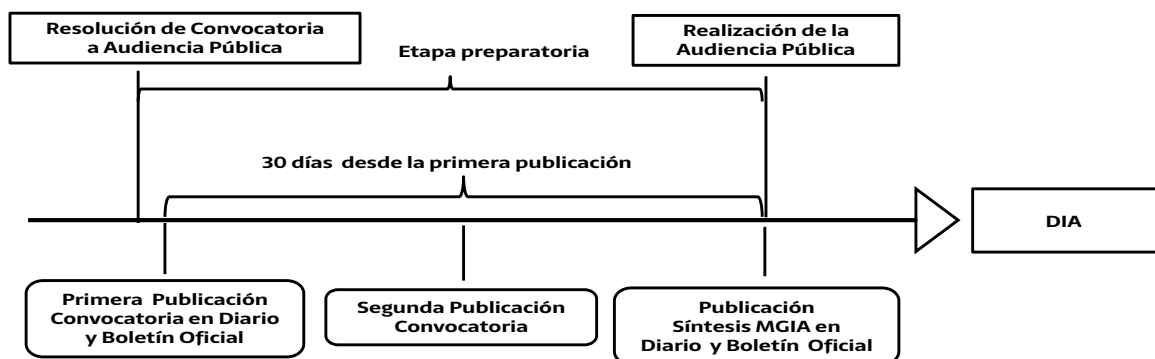 Resolución de Convocatoria
a Audiencia Pública
Etapa preparatoria
Realización de la
Audiencia Pública
30 días desde la primera publicación
DIA
Primera Publicación
Convocatoria en Diario
y Boletín Oficial
Segunda Publicación
Convocatoria
Publicación
Síntesis MGIA en
Diario y Boletín Oficial